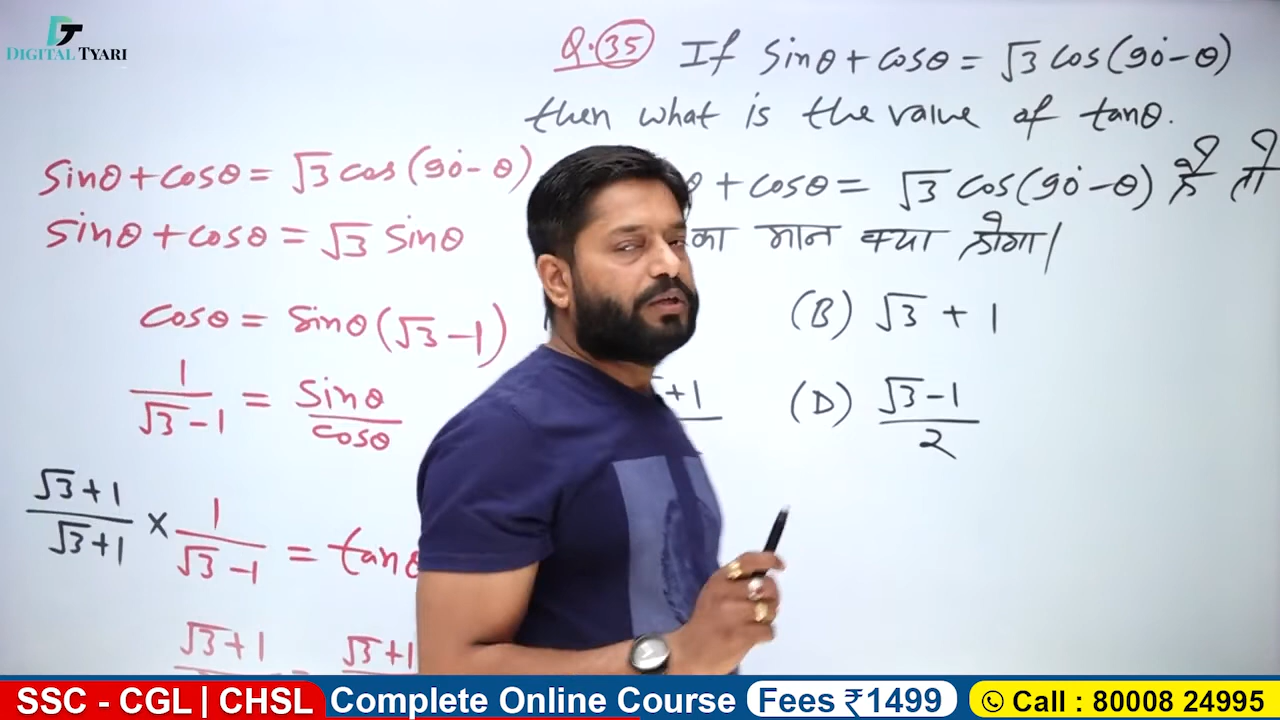 DIGITAL TYARI
Q.35 If sinθ + cosθ = √3 cos(90°-θ)
then what is the value of tanθ.
θ + cosθ = √3 cos(90°-θ) है तो
का मान क्या होगा|
(B) √3 + 1
+1
(D) √3-1/2
sinθ + cosθ = √3 cos(90°-θ)
sinθ + cosθ = √3 sinθ
cosθ = sinθ(√3-1)
1/√3-1 = sinθ/cosθ
√3+1/√3+1 × 1/√3-1 = tanθ
√3+1 = √3+1
SSC - CGL | CHSL Complete Online Course Fees ₹1499 Call : 80008 24995